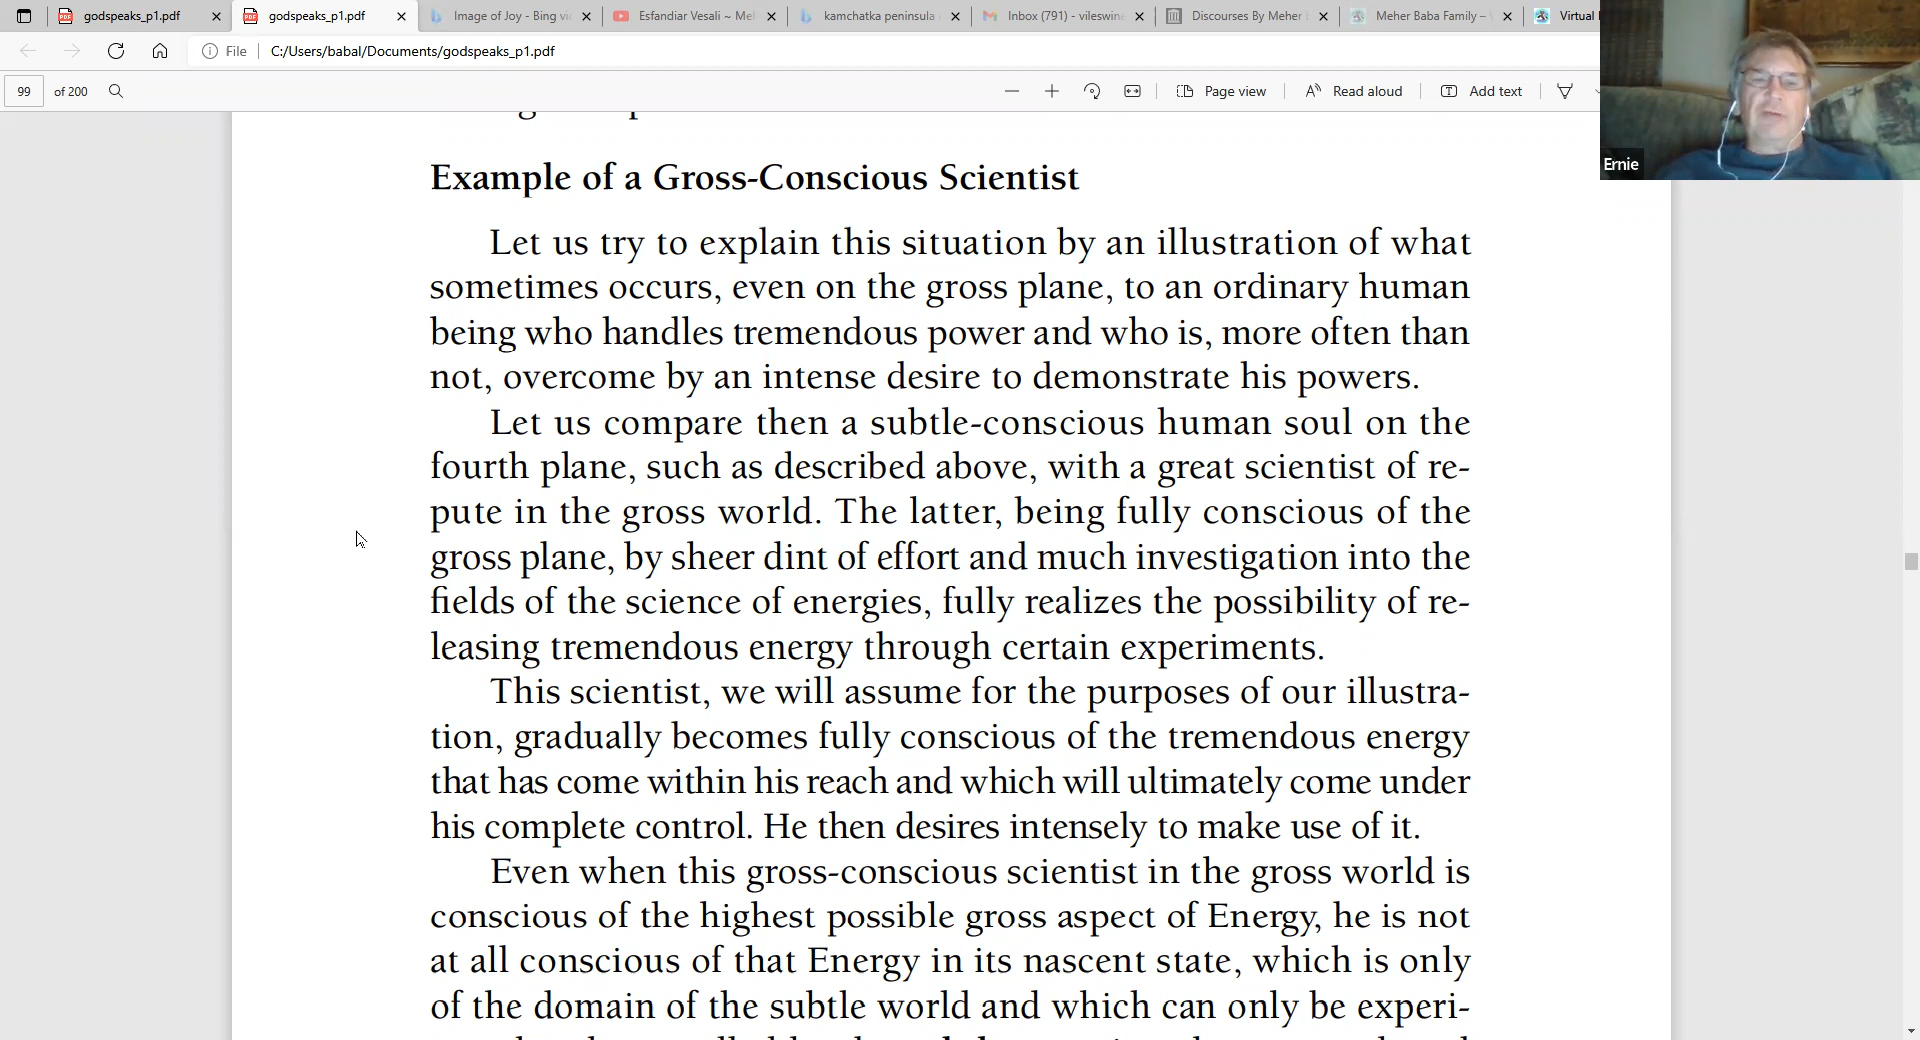 godspeaks_p1.pdf
godspeaks_p1.pdf
Image of Joy - Bing vi
Esfandiar Vesali ~ Me
kamchatka peninsula
Inbox (791) - vileswine
Discourses By Meher
Meher Baba Family –
Virtual
File
C:/Users/babal/Documents/godspeaks_p1.pdf
99 of 200
Page view
Read aloud
Add text
Ernie
Example of a Gross-Conscious Scientist
Let us try to explain this situation by an illustration of what
sometimes occurs, even on the gross plane, to an ordinary human
being who handles tremendous power and who is, more often than
not, overcome by an intense desire to demonstrate his powers.
Let us compare then a subtle-conscious human soul on the
fourth plane, such as described above, with a great scientist of re-
pute in the gross world. The latter, being fully conscious of the
gross plane, by sheer dint of effort and much investigation into the
fields of the science of energies, fully realizes the possibility of re-
leasing tremendous energy through certain experiments.
This scientist, we will assume for the purposes of our illustra-
tion, gradually becomes fully conscious of the tremendous energy
that has come within his reach and which will ultimately come under
his complete control. He then desires intensely to make use of it.
Even when this gross-conscious scientist in the gross world is
conscious of the highest possible gross aspect of Energy, he is not
at all conscious of that Energy in its nascent state, which is only
of the domain of the subtle world and which can only be experi-